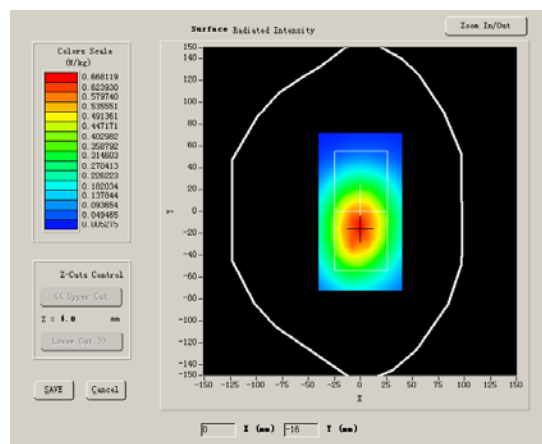 Surface Radiated Intensity
Zoom In/Out
Colors Scale
(W/kg)
0.668119
0.623930
0.579740
0.535551
0.491361
0.447171
0.402982
0.358792
0.314603
0.270413
0.226223
0.182034
0.137844
0.093654
0.049465
0.005275
Z-Cuts Control
<< Upper Cut
Z = 4.0 mm
Lower Cut >>
SAVE
Cancel
150
140
120
100
80
60
40
20
0
-20
-40
-60
-80
-100
-120
-140
-150
Y
-150 -125 -100 -75 -50 -25 0 25 50 75 100 125 150
X
0 X (mm) -16 Y (mm)